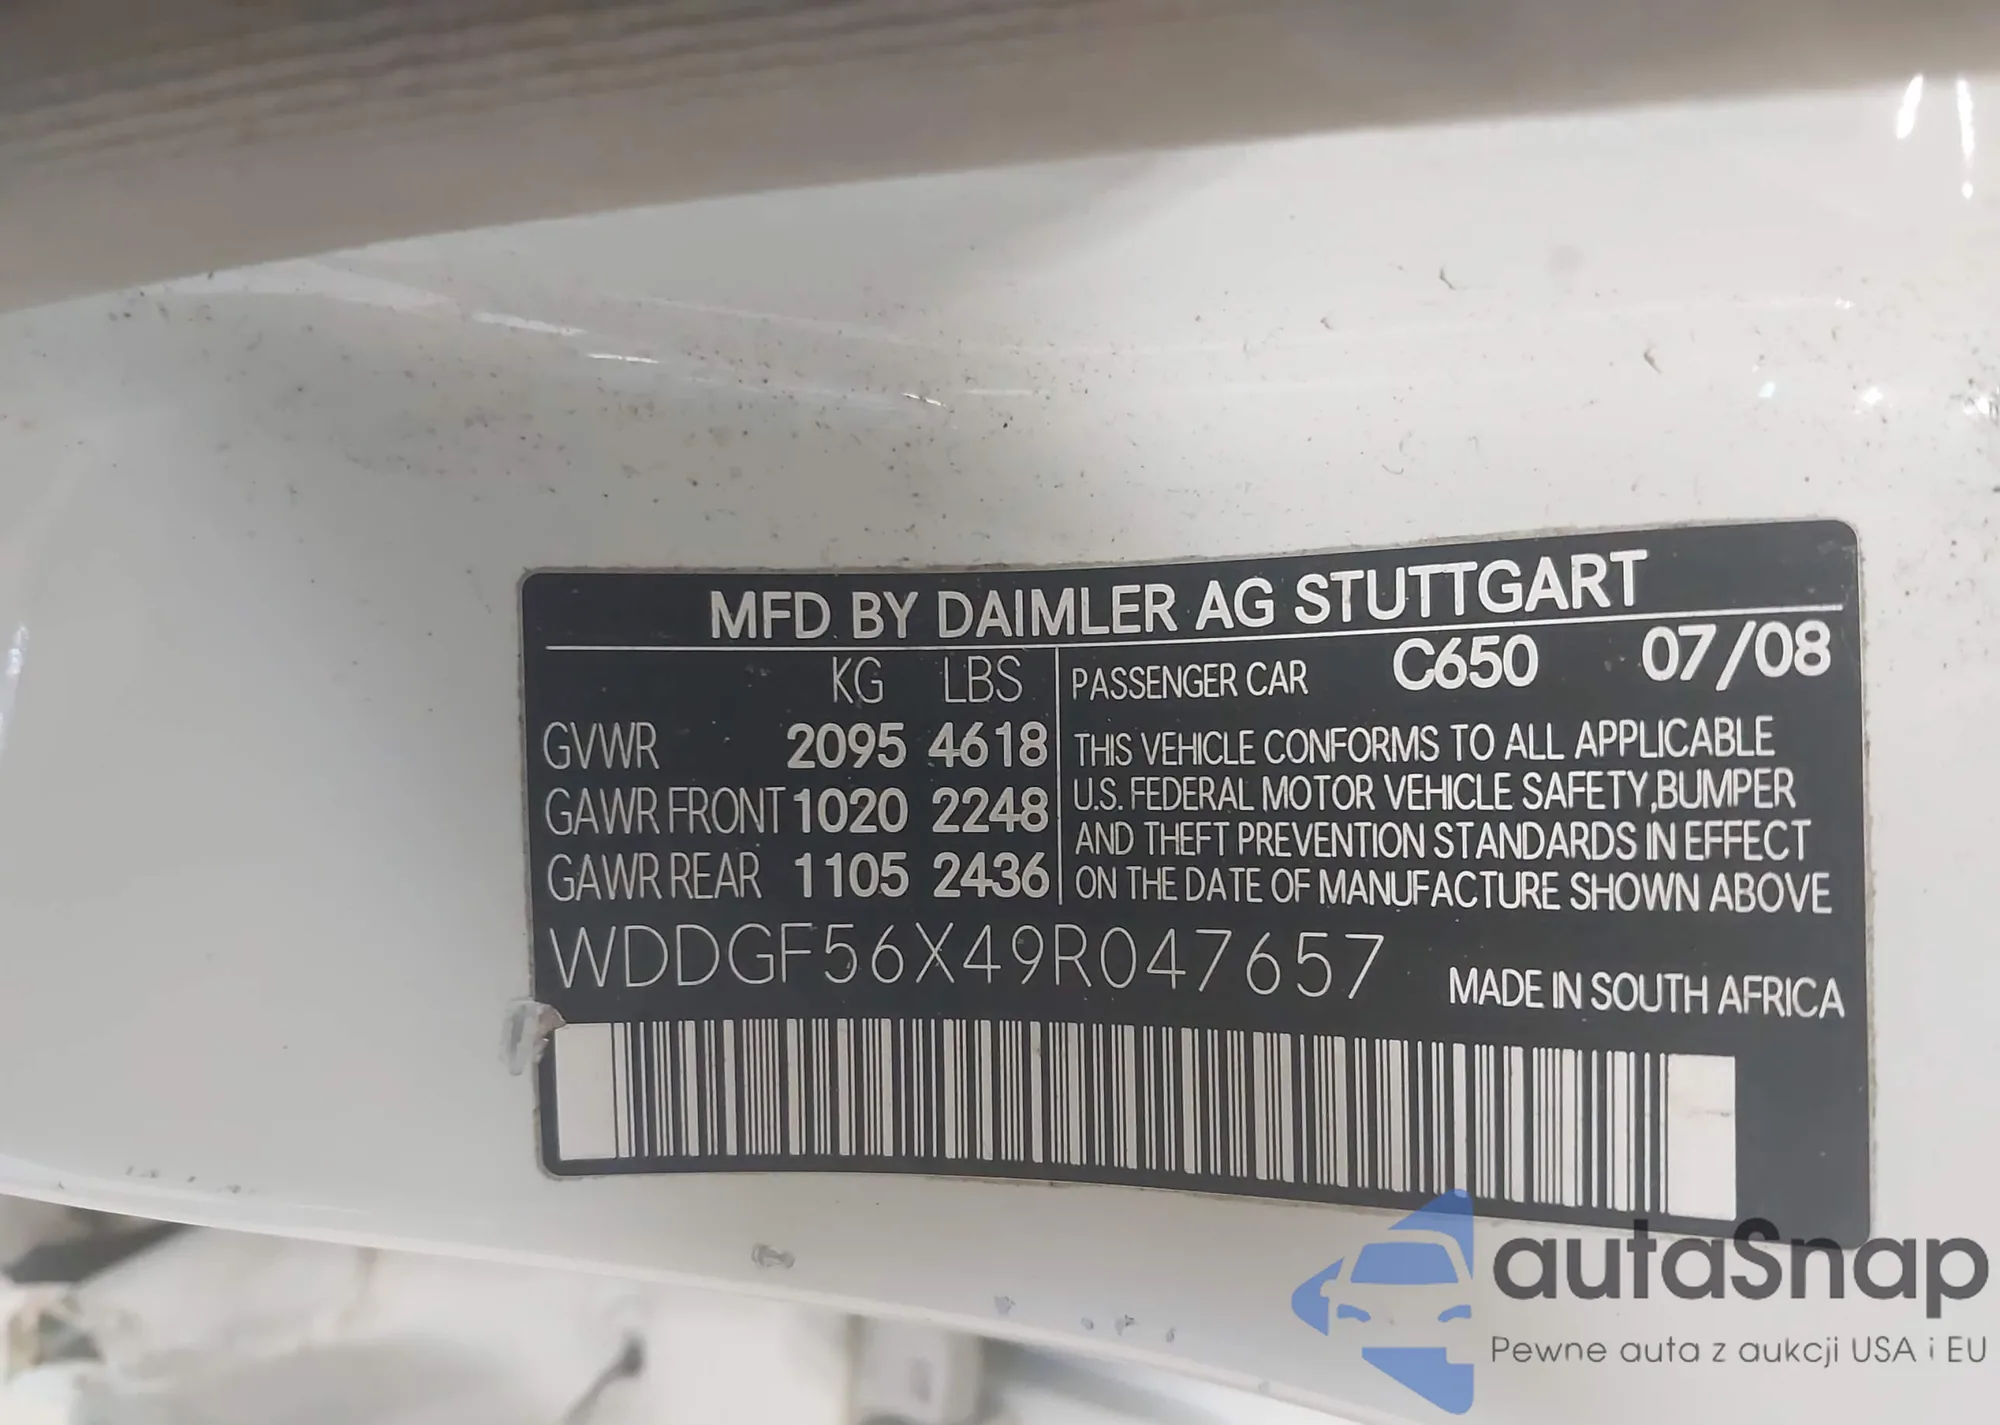 MFD BY DAIMLER AG STUTTGART
KG LBS
GVWR 2095 4618
GAWR FRONT 1020 2248
GAWR REAR 1105 2436
PASSENGER CAR C650 07/08
THIS VEHICLE CONFORMS TO ALL APPLICABLE
U.S. FEDERAL MOTOR VEHICLE SAFETY, BUMPER
AND THEFT PREVENTION STANDARDS IN EFFECT
ON THE DATE OF MANUFACTURE SHOWN ABOVE
WDDGF56X49R047657
MADE IN SOUTH AFRICA
autaSnap
Pewne auta z aukcji USA i EU